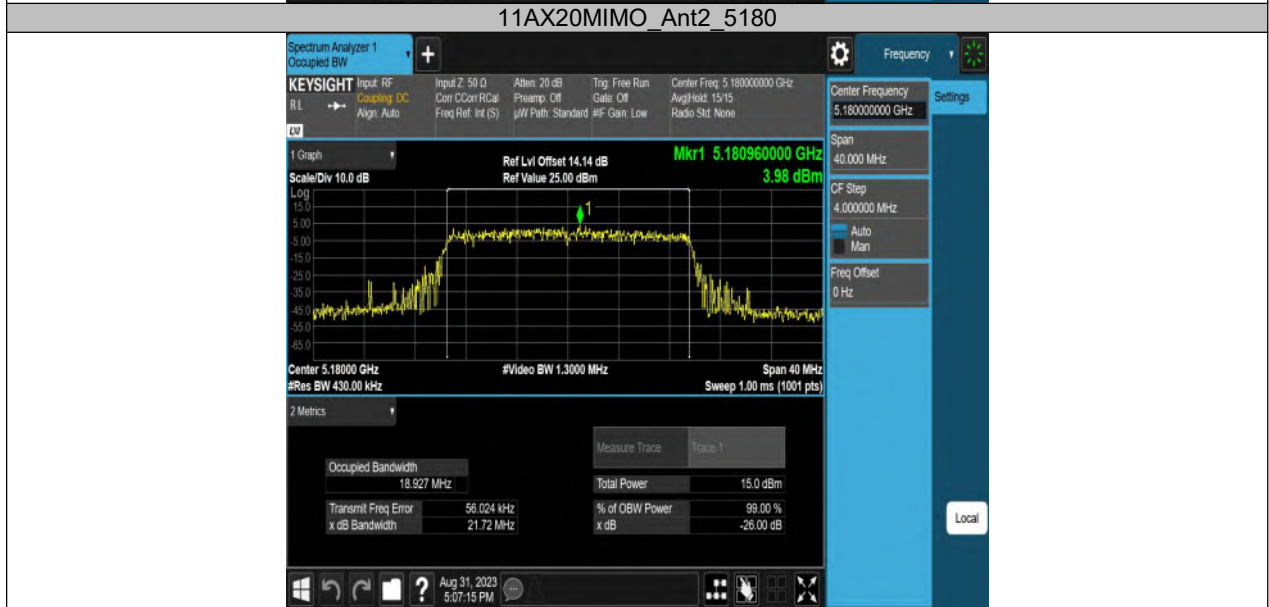 11AX20MIMO_Ant2_5180
Spectrum Analyzer 1
Occupied BW
+
Frequency
KEYSIGHT
RL
LXI
Input: RF
Coupling: DC
Align: Auto
Input Z: 50 Ω
Corr CCorr RCal
Freq Ref: Int (S)
Atten: 20 dB
Preamp: Off
µW Path: Standard
Trig: Free Run
Gate: Off
#IF Gain: Low
Center Freq: 5.180000000 GHz
Avg|Hold: 15/15
Radio Std: None
Center Frequency
5.180000000 GHz
Settings
Span
40.000 MHz
CF Step
4.000000 MHz
Auto
Man
Freq Offset
0 Hz
Local
1 Graph
Scale/Div 10.0 dB
Ref Lvl Offset 14.14 dB
Ref Value 25.00 dBm
Mkr1 5.180960000 GHz
3.98 dBm
Log
15.0
5.00
-5.00
-15.0
-25.0
-35.0
-45.0
-55.0
-65.0
1
Center 5.18000 GHz
#Res BW 430.00 kHz
#Video BW 1.3000 MHz
Span 40 MHz
Sweep 1.00 ms (1001 pts)
2 Metrics
Measure Trace Trace 1
Occupied Bandwidth
18.927 MHz
Total Power 15.0 dBm
Transmit Freq Error 56.024 kHz
% of OBW Power 99.00 %
x dB Bandwidth 21.72 MHz
x dB -26.00 dB
?
Aug 31, 2023
5:07:15 PM